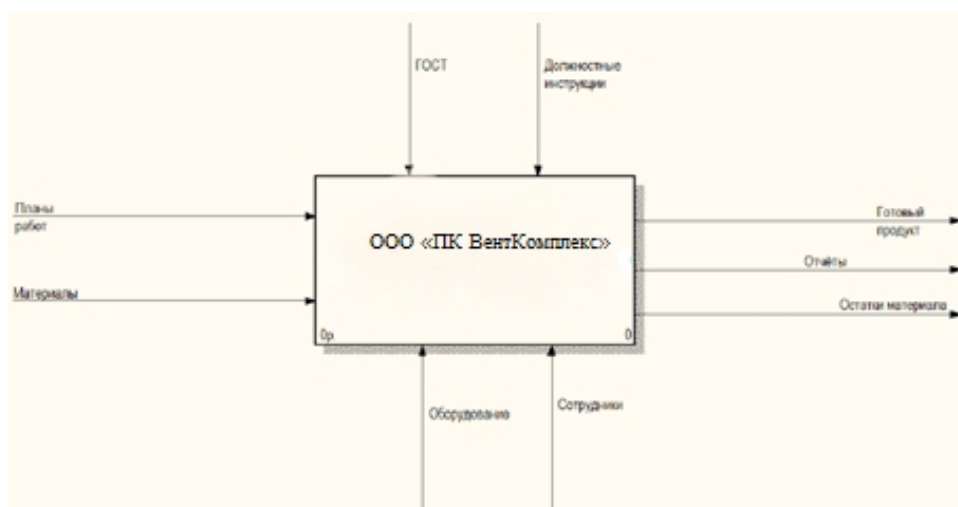 ГОСТ
Должностные
инструкции
Планы
работ
ООО «ПК ВентКомплекс»
Готовый
продукт
Отчёты
Материалы
Остатки материала
0р
0
Оборудование
Сотрудники